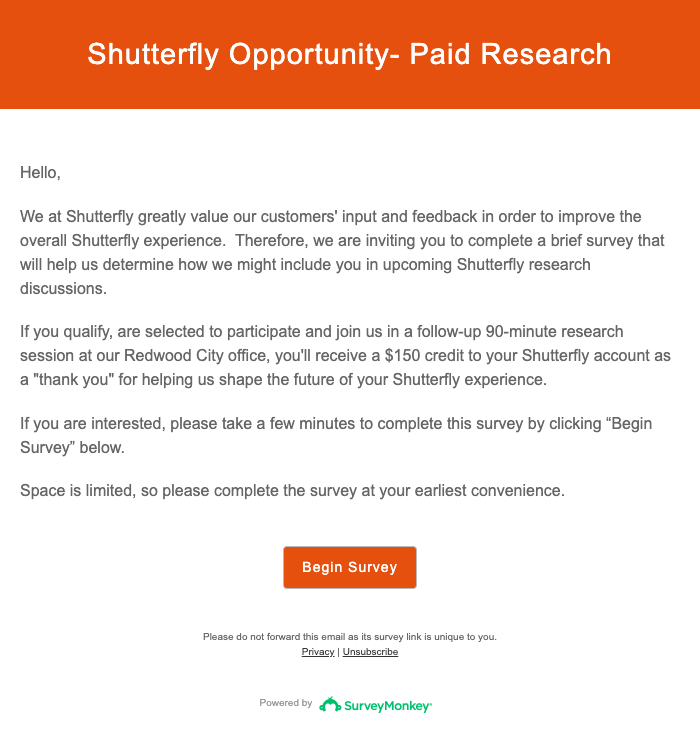 Shutterfly Opportunity- Paid Research
Hello,
We at Shutterfly greatly value our customers' input and feedback in order to improve the
overall Shutterfly experience.  Therefore, we are inviting you to complete a brief survey that
will help us determine how we might include you in upcoming Shutterfly research
discussions.
If you qualify, are selected to participate and join us in a follow-up 90-minute research
session at our Redwood City office, you'll receive a $150 credit to your Shutterfly account as
a "thank you" for helping us shape the future of your Shutterfly experience.
If you are interested, please take a few minutes to complete this survey by clicking “Begin
Survey” below.
Space is limited, so please complete the survey at your earliest convenience.
Begin Survey
Please do not forward this email as its survey link is unique to you.
Privacy | Unsubscribe
Powered by SurveyMonkey®